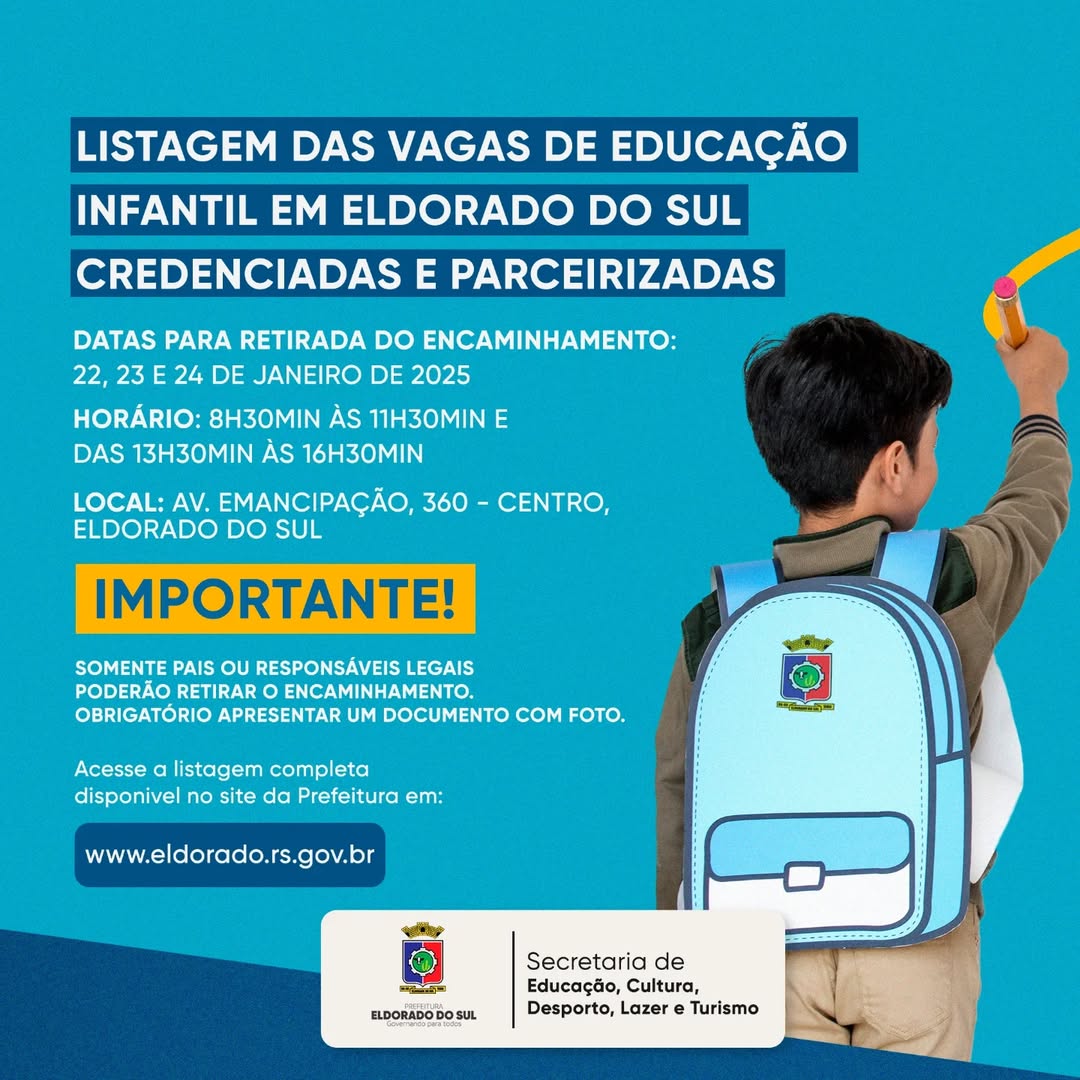 LISTAGEM DAS VAGAS DE EDUCAÇÃO
INFANTIL EM ELDORADO DO SUL
CREDENCIADAS E PARCEIRIZADAS
DATAS PARA RETIRADA DO ENCAMINHAMENTO:
22, 23 E 24 DE JANEIRO DE 2025
HORÁRIO: 8H30MIN ÀS 11H30MIN E
DAS 13H30MIN ÀS 16H30MIN
LOCAL: AV. EMANCIPAÇÃO, 360 - CENTRO,
ELDORADO DO SUL
IMPORTANTE!
SOMENTE PAIS OU RESPONSÁVEIS LEGAIS
PODERÃO RETIRAR O ENCAMINHAMENTO.
OBRIGATÓRIO APRESENTAR UM DOCUMENTO COM FOTO.
Acesse a listagem completa
disponivel no site da Prefeitura em:
www.eldorado.rs.gov.br
PREFEITURA
ELDORADO DO SUL
Governando para todos
Secretaria de
Educação, Cultura,
Desporto, Lazer e Turismo